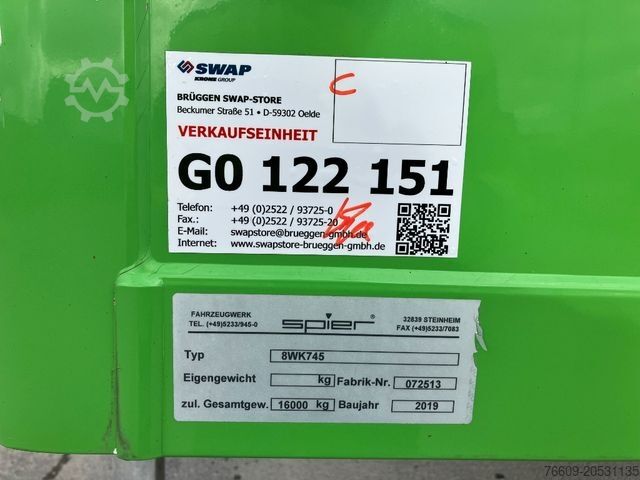 SWAP
KRONE GROUP
C
BRÜGGEN SWAP-STORE
Beckumer Straße 51 • D-59302 Oelde
VERKAUFSEINHEIT
G0 122 151
Telefon: +49 (0)2522 / 93725-0
Fax.: +49 (0)2522 / 93725-20
E-Mail: swapstore@brueggen-gmbh.de
Internet: www.swapstore-brueggen-gmbh.de
FAHRZEUGWERK
TEL. (+49)5233/945-0
spier®
32839 STEINHEIM
FAX (+49)5233/7083
Typ 8WK745
Eigengewicht kg Fabrik-Nr. 072513
zul. Gesamtgew. 16000 kg Baujahr 2019
76609-20531135